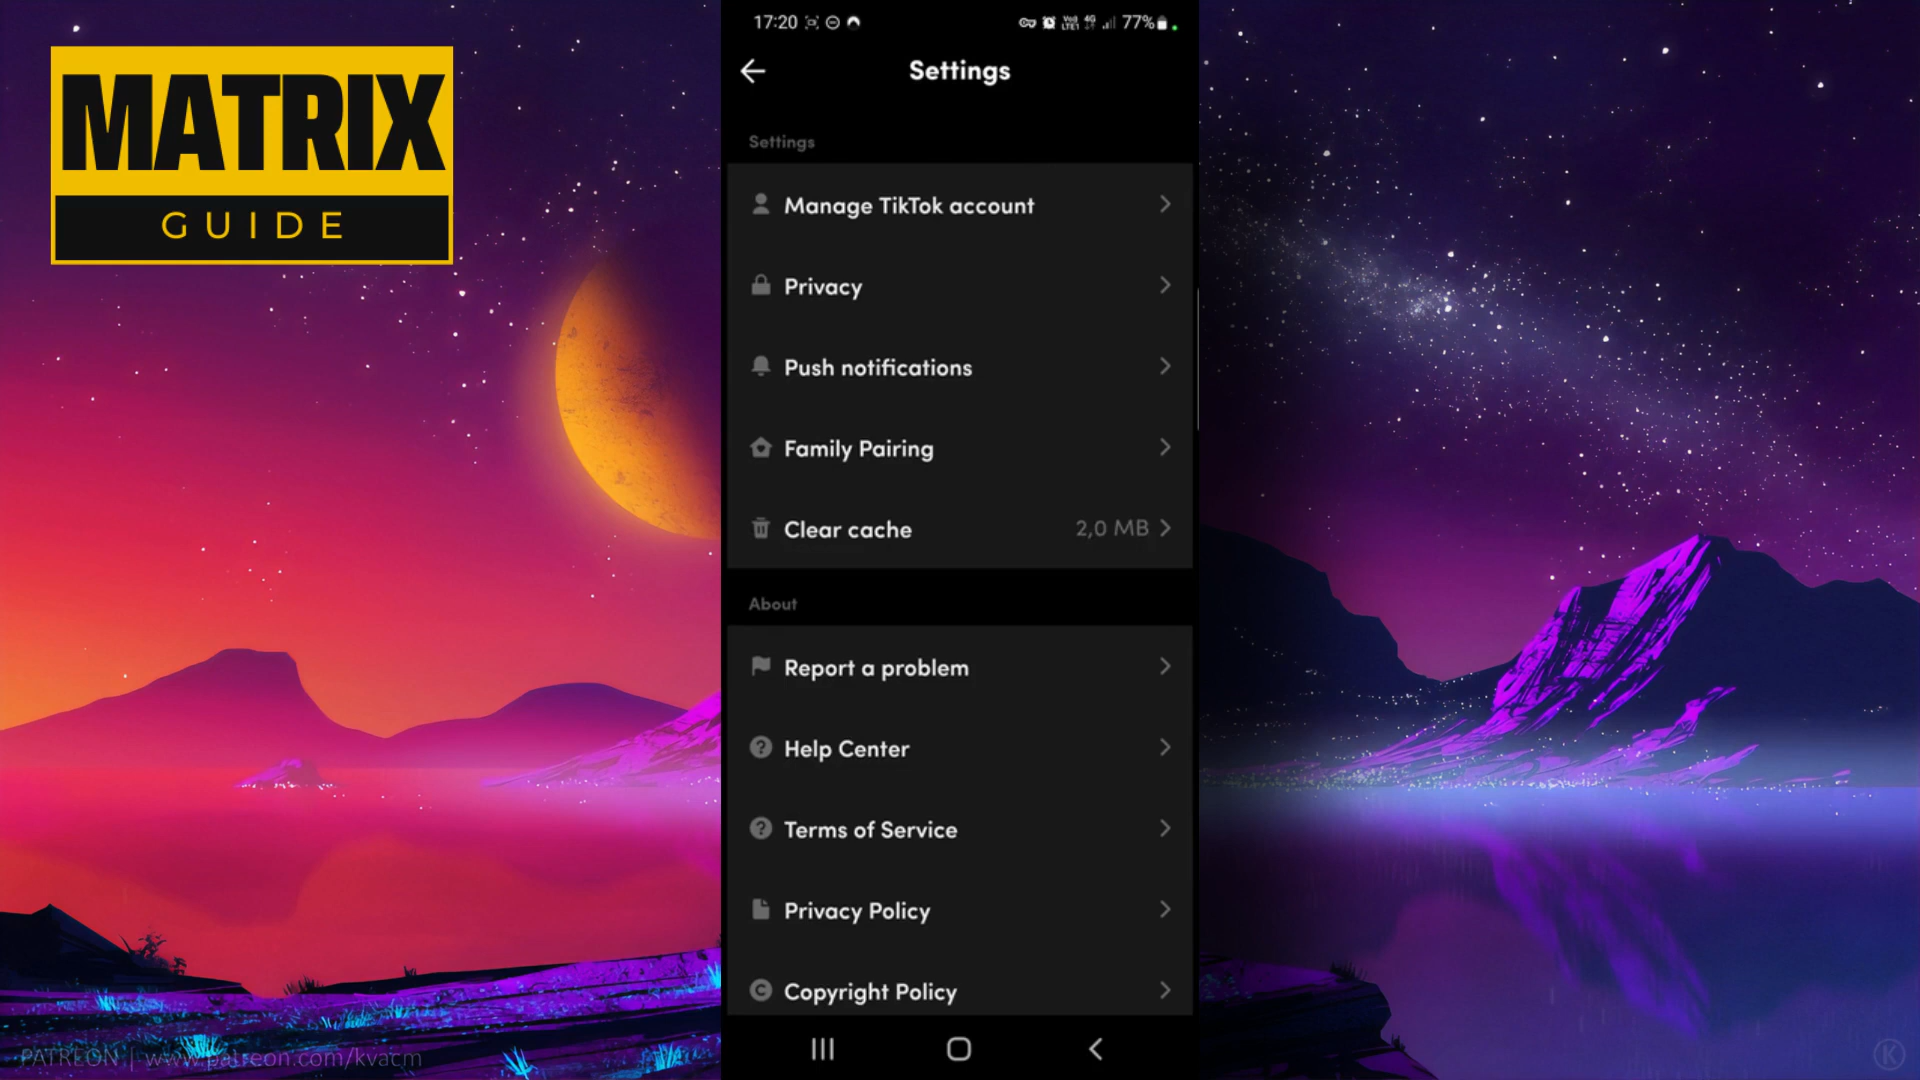 MATRIX
GUIDE
17:20
77%
Settings
Settings
Manage TikTok account
Privacy
Push notifications
Family Pairing
Clear cache 2,0 MB
About
Report a problem
Help Center
Terms of Service
Privacy Policy
Copyright Policy
PATREON | www.patreon.com/kvacm